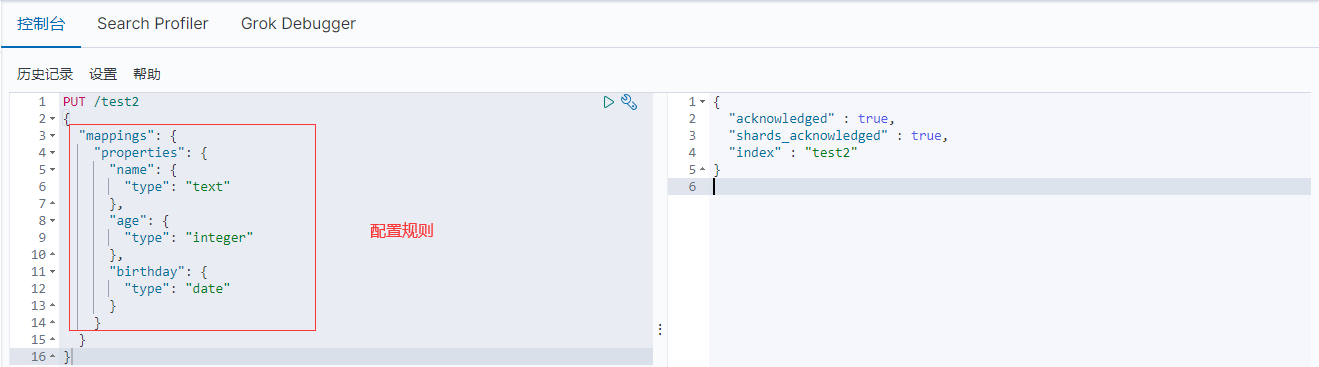 控制台 Search Profiler Grok Debugger
历史记录 设置 帮助
1 PUT /test2
2 {
3 "mappings": {
4 "properties": {
5 "name": {
6 "type": "text"
7 },
8 "age": {
9 "type": "integer"
10 },
11 "birthday": {
12 "type": "date"
13 }
14 }
15 }
16 }
配置规则
1 {
2 "acknowledged" : true,
3 "shards_acknowledged" : true,
4 "index" : "test2"
5 }
6